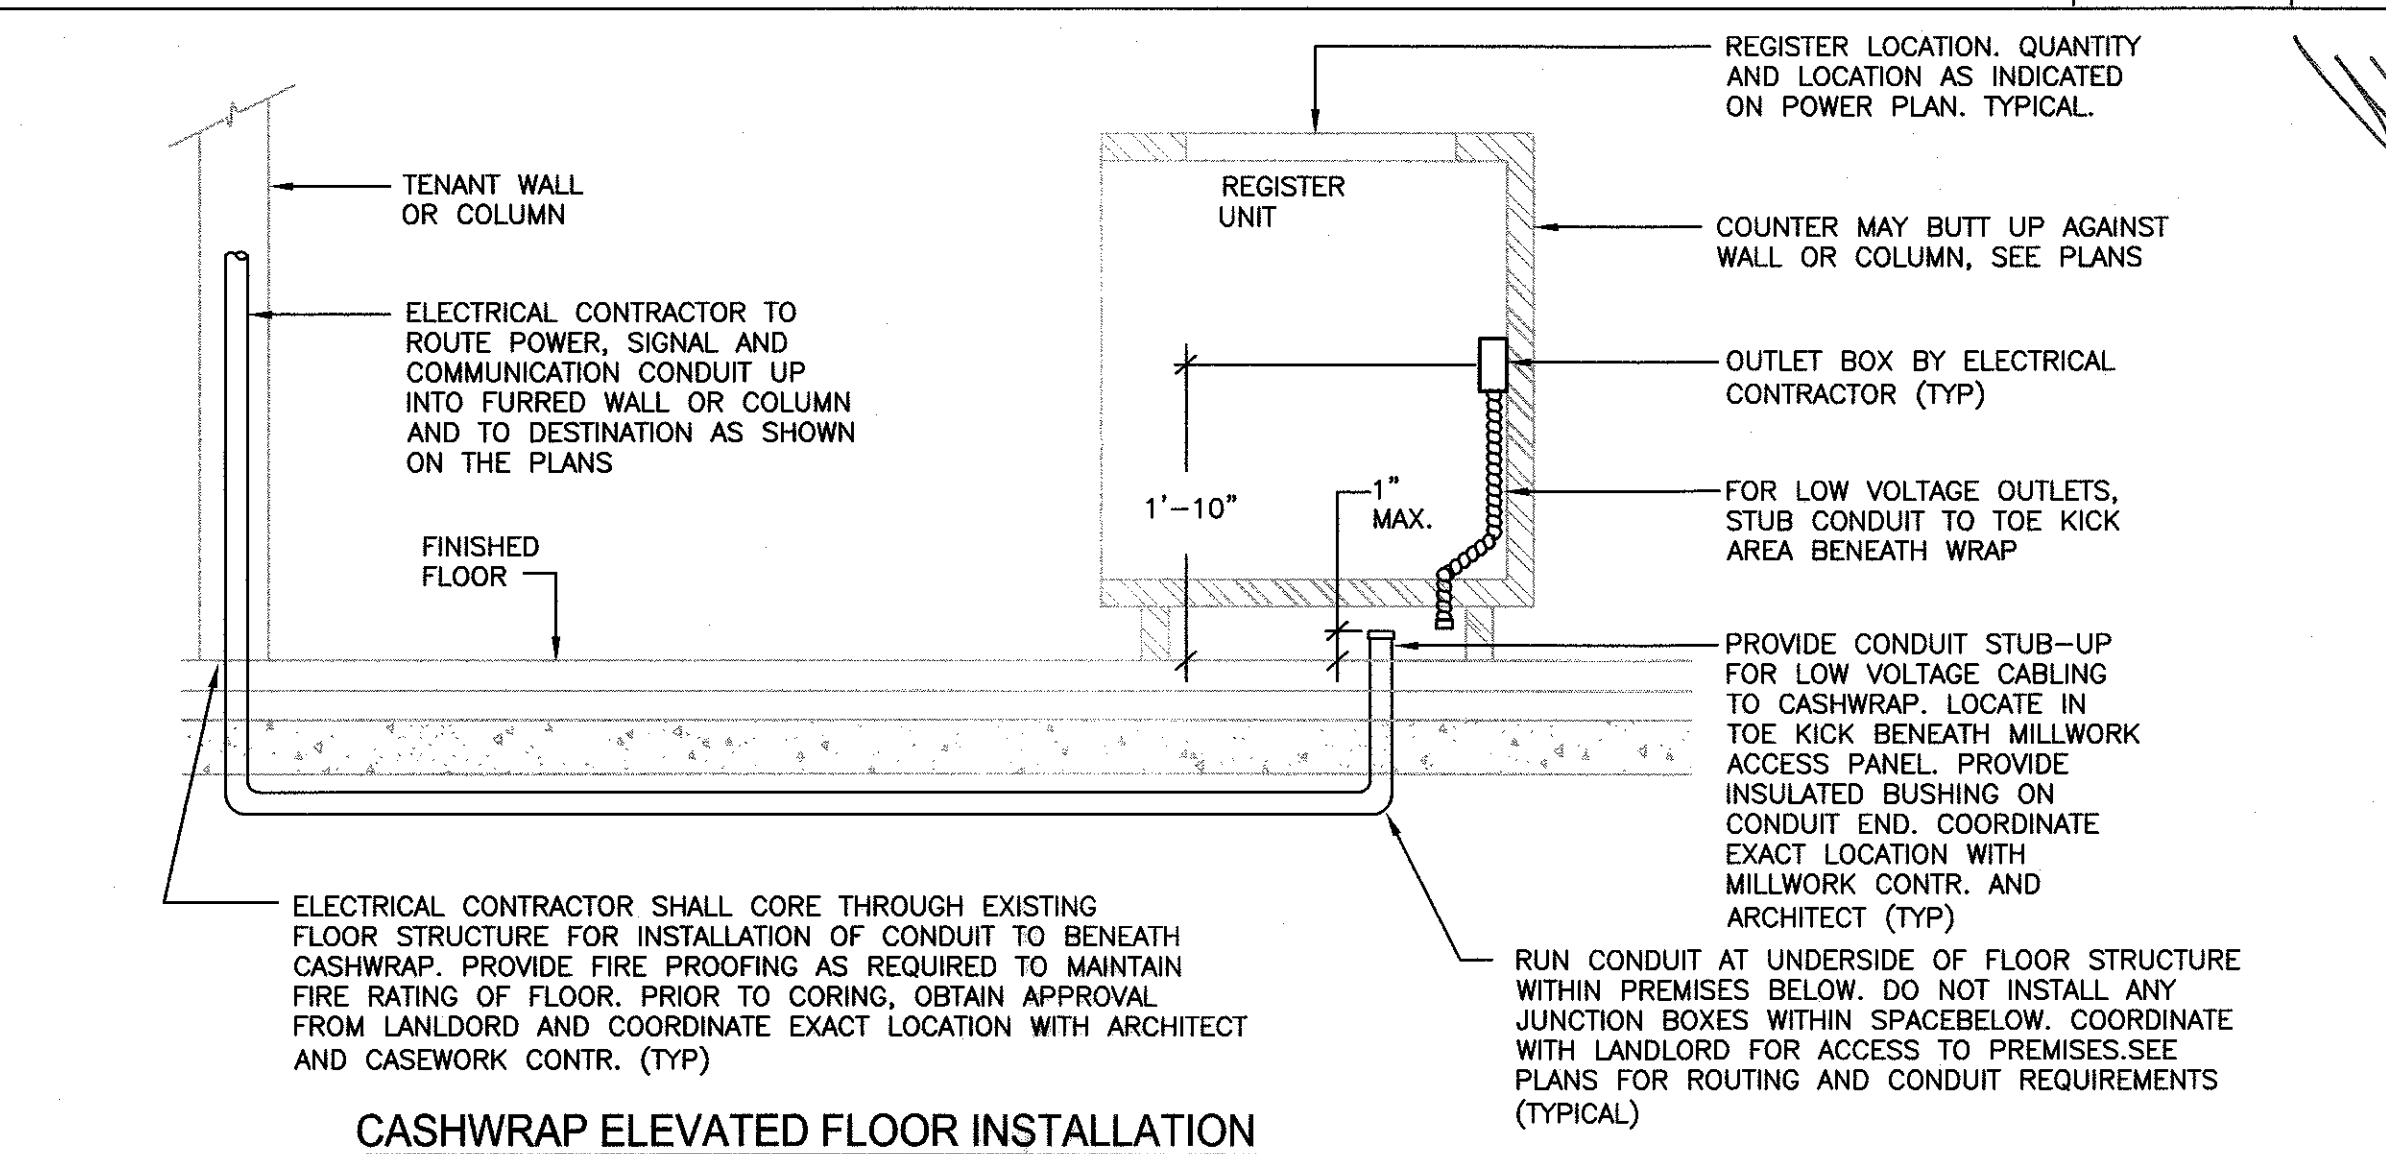 REGISTER LOCATION. QUANTITY
AND LOCATION AS INDICATED
ON POWER PLAN. TYPICAL.
TENANT WALL
OR COLUMN
REGISTER
UNIT
COUNTER MAY BUTT UP AGAINST
WALL OR COLUMN, SEE PLANS
ELECTRICAL CONTRACTOR TO
ROUTE POWER, SIGNAL AND
COMMUNICATION CONDUIT UP
INTO FURRED WALL OR COLUMN
AND TO DESTINATION AS SHOWN
ON THE PLANS
OUTLET BOX BY ELECTRICAL
CONTRACTOR (TYP)
1'-10"
1"
MAX.
FOR LOW VOLTAGE OUTLETS,
STUB CONDUIT TO TOE KICK
AREA BENEATH WRAP
FINISHED
FLOOR
PROVIDE CONDUIT STUB-UP
FOR LOW VOLTAGE CABLING
TO CASHWRAP. LOCATE IN
TOE KICK BENEATH MILLWORK
ACCESS PANEL. PROVIDE
INSULATED BUSHING ON
CONDUIT END. COORDINATE
EXACT LOCATION WITH
MILLWORK CONTR. AND
ARCHITECT (TYP)
ELECTRICAL CONTRACTOR SHALL CORE THROUGH EXISTING
FLOOR STRUCTURE FOR INSTALLATION OF CONDUIT TO BENEATH
CASHWRAP. PROVIDE FIRE PROOFING AS REQUIRED TO MAINTAIN
FIRE RATING OF FLOOR. PRIOR TO CORING, OBTAIN APPROVAL
FROM LANLDORD AND COORDINATE EXACT LOCATION WITH ARCHITECT
AND CASEWORK CONTR. (TYP)
RUN CONDUIT AT UNDERSIDE OF FLOOR STRUCTURE
WITHIN PREMISES BELOW. DO NOT INSTALL ANY
JUNCTION BOXES WITHIN SPACEBELOW. COORDINATE
WITH LANDLORD FOR ACCESS TO PREMISES.SEE
PLANS FOR ROUTING AND CONDUIT REQUIREMENTS
(TYPICAL)
CASHWRAP ELEVATED FLOOR INSTALLATION